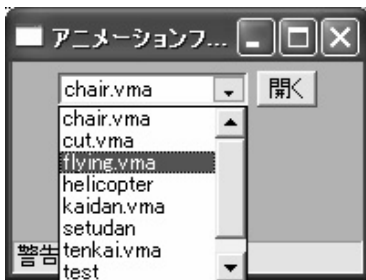 アニメーションフ...
chair.vma
開く
chair.vma
cut.vma
flying.vma
helicopter
kaidan.vma
setudan
tenkai.vma
test
警告